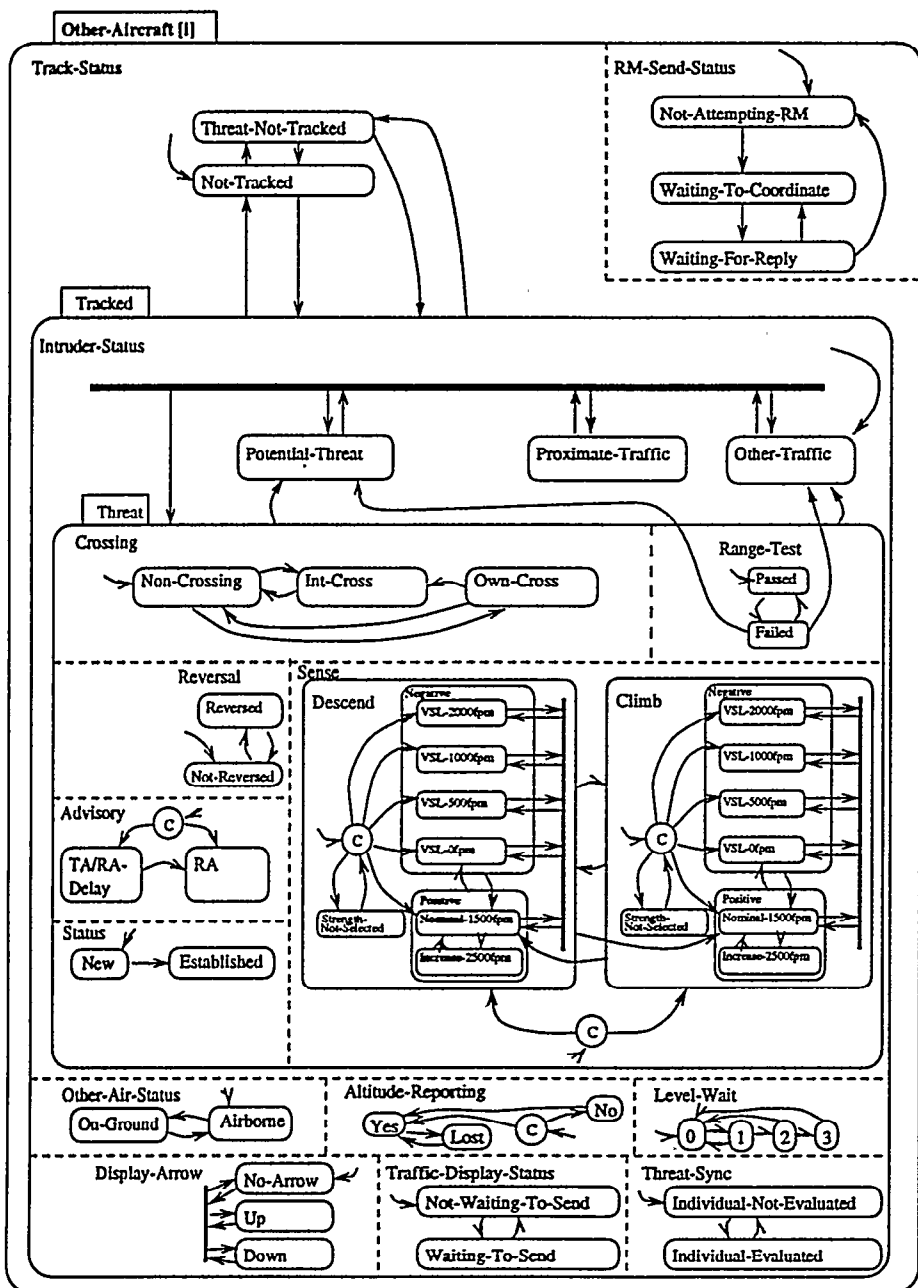 Other-Aircraft [i]
Track-Status
RM-Send-Status
Threat-Not-Tracked
Not-Tracked
Not-Attempting-RM
Waiting-To-Coordinate
Waiting-For-Reply
Tracked
Intruder-Status
Potential-Threat
Proximate-Traffic
Other-Traffic
Threat
Crossing
Non-Crossing
Int-Cross
Own-Cross
Range-Test
Passed
Failed
Reversal
Reversed
Not-Reversed
Advisory
C
TA/RA-
Delay
RA
Status
New
Established
Sense
Descend
Negative
VSL-2000fpm
VSL-1000fpm
VSL-500fpm
VSL-0fpm
C
Strength-
Not-Selected
Positive
Nominal-1500fpm
Increase-2500fpm
Climb
Negative
VSL-2000fpm
VSL-1000fpm
VSL-500fpm
VSL-0fpm
C
Strength-
Not-Selected
Positive
Nominal-1500fpm
Increase-2500fpm
C
Other-Air-Status
On-Ground
Airborne
Altitude-Reporting
Yes
Lost
C
No
Level-Wait
0
1
2
3
Display-Arrow
No-Arrow
Up
Down
Traffic-Display-Status
Not-Waiting-To-Send
Waiting-To-Send
Threat-Sync
Individual-Not-Evaluated
Individual-Evaluated